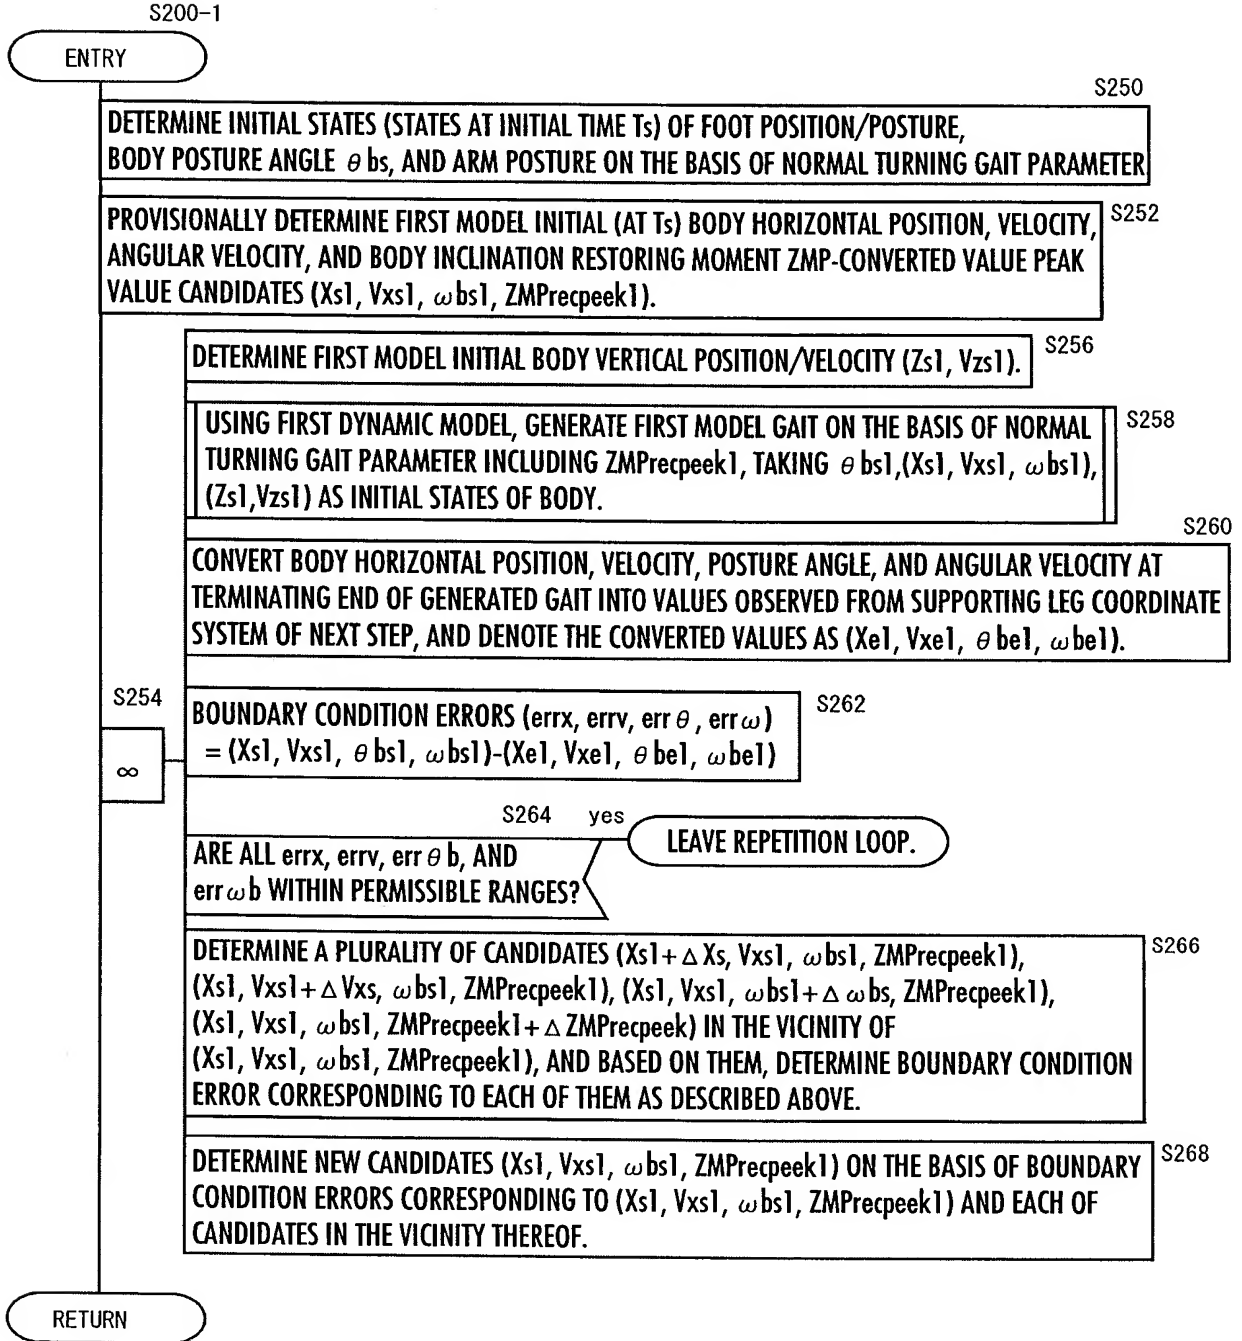 S200-1
ENTRY
S250
DETERMINE INITIAL STATES (STATES AT INITIAL TIME Ts) OF FOOT POSITION/POSTURE,
BODY POSTURE ANGLE θ bs, AND ARM POSTURE ON THE BASIS OF NORMAL TURNING GAIT PARAMETER
S252
PROVISIONALLY DETERMINE FIRST MODEL INITIAL (AT Ts) BODY HORIZONTAL POSITION, VELOCITY,
ANGULAR VELOCITY, AND BODY INCLINATION RESTORING MOMENT ZMP-CONVERTED VALUE PEAK
VALUE CANDIDATES (Xs1, Vxs1, ωbs1, ZMPrecpeek1).
S256
DETERMINE FIRST MODEL INITIAL BODY VERTICAL POSITION/VELOCITY (Zs1, Vzs1).
S258
USING FIRST DYNAMIC MODEL, GENERATE FIRST MODEL GAIT ON THE BASIS OF NORMAL
TURNING GAIT PARAMETER INCLUDING ZMPrecpeek1, TAKING θ bs1,(Xs1, Vxs1, ωbs1),
(Zs1,Vzs1) AS INITIAL STATES OF BODY.
S260
CONVERT BODY HORIZONTAL POSITION, VELOCITY, POSTURE ANGLE, AND ANGULAR VELOCITY AT
TERMINATING END OF GENERATED GAIT INTO VALUES OBSERVED FROM SUPPORTING LEG COORDINATE
SYSTEM OF NEXT STEP, AND DENOTE THE CONVERTED VALUES AS (Xe1, Vxe1, θ be1, ωbe1).
S254
∞
S262
BOUNDARY CONDITION ERRORS (errx, errv, err θ, err ω)
= (Xs1, Vxs1, θ bs1, ωbs1)-(Xe1, Vxe1, θ be1, ωbe1)
S264
yes
LEAVE REPETITION LOOP.
ARE ALL errx, errv, err θ b, AND
err ωb WITHIN PERMISSIBLE RANGES?
S266
DETERMINE A PLURALITY OF CANDIDATES (Xs1+ΔXs, Vxs1, ωbs1, ZMPrecpeek1),
(Xs1, Vxs1+ΔVxs, ωbs1, ZMPrecpeek1), (Xs1, Vxs1, ωbs1+Δωbs, ZMPrecpeek1),
(Xs1, Vxs1, ωbs1, ZMPrecpeek1+ΔZMPrecpeek) IN THE VICINITY OF
(Xs1, Vxs1, ωbs1, ZMPrecpeek1), AND BASED ON THEM, DETERMINE BOUNDARY CONDITION
ERROR CORRESPONDING TO EACH OF THEM AS DESCRIBED ABOVE.
S268
DETERMINE NEW CANDIDATES (Xs1, Vxs1, ωbs1, ZMPrecpeek1) ON THE BASIS OF BOUNDARY
CONDITION ERRORS CORRESPONDING TO (Xs1, Vxs1, ωbs1, ZMPrecpeek1) AND EACH OF
CANDIDATES IN THE VICINITY THEREOF.
RETURN